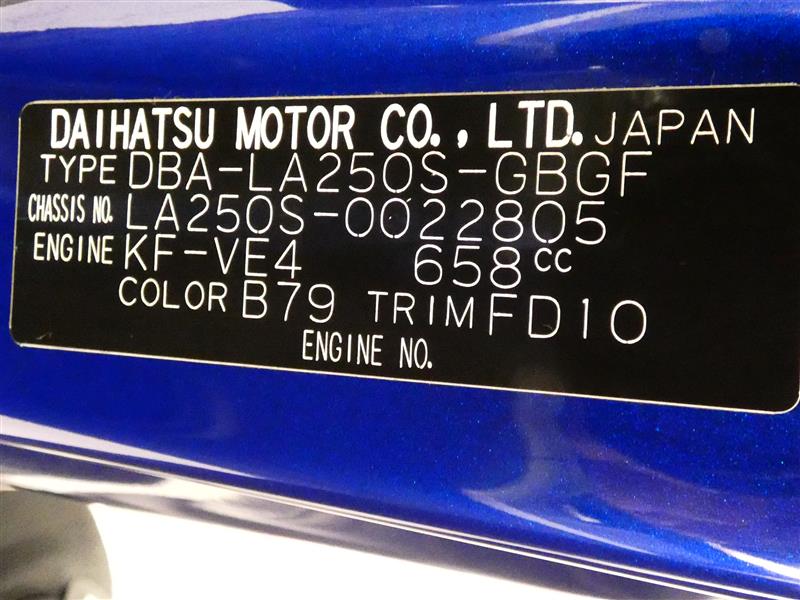 DAIHATSU MOTOR CO., LTD. JAPAN
TYPE DBA-LA250S-GBGF
CHASSIS NO. LA250S-0022805
ENGINE KF-VE4 658cc
COLOR B79 TRIM FD10
ENGINE NO.